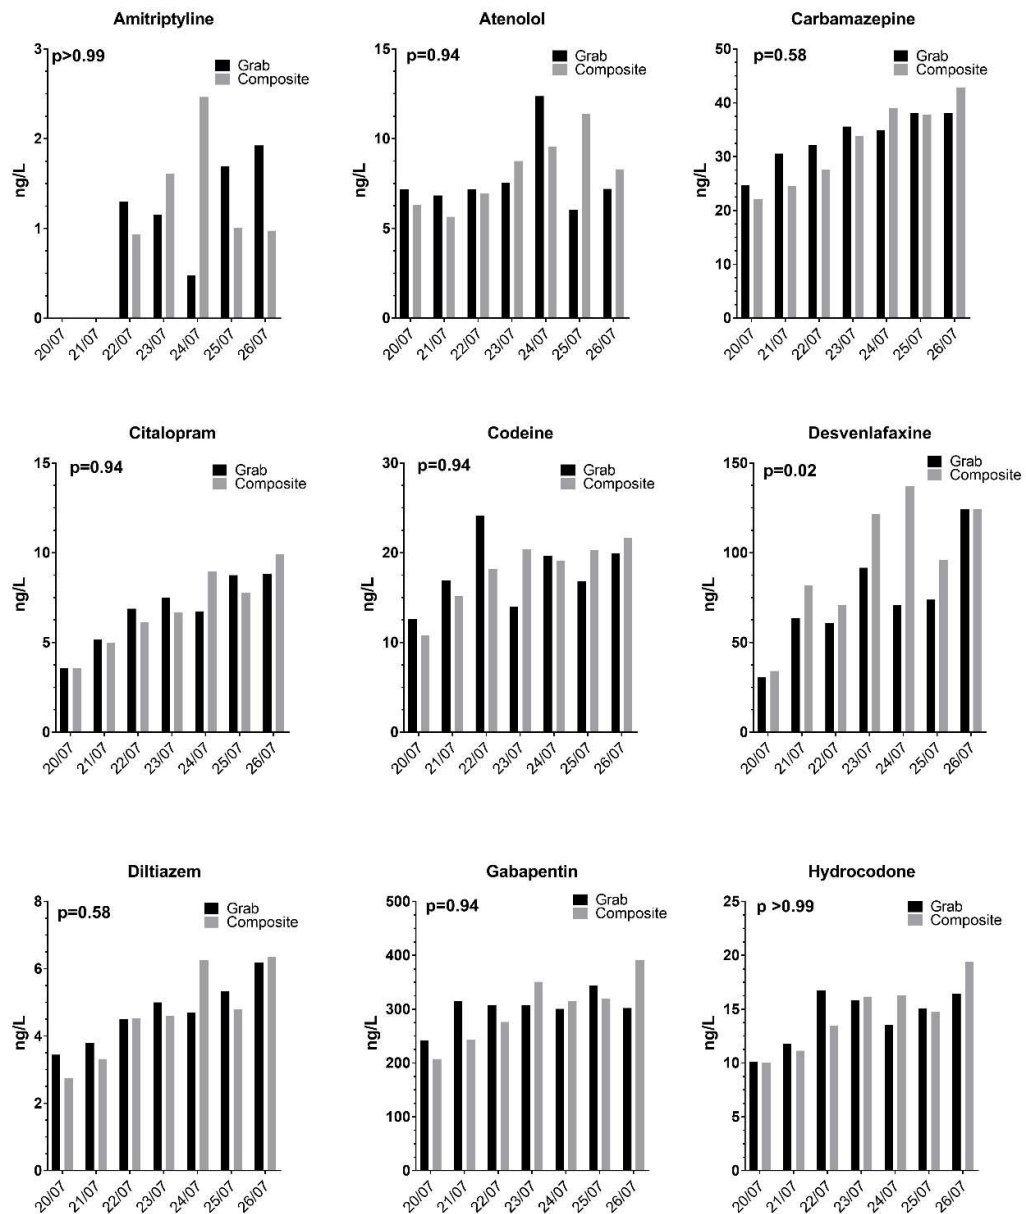 Amitriptyline
p>0.99
Grab
Composite
3
2
1
0
ng/L
20/07
21/07
22/07
23/07
24/07
25/07
26/07
Atenolol
p=0.94
Grab
Composite
15
10
5
0
ng/L
20/07
21/07
22/07
23/07
24/07
25/07
26/07
Carbamazepine
p=0.58
Grab
Composite
50
40
30
20
10
0
ng/L
20/07
21/07
22/07
23/07
24/07
25/07
26/07
Citalopram
p=0.94
Grab
Composite
15
10
5
0
ng/L
20/07
21/07
22/07
23/07
24/07
25/07
26/07
Codeine
p=0.94
Grab
Composite
30
20
10
0
ng/L
20/07
21/07
22/07
23/07
24/07
25/07
26/07
Desvenlafaxine
p=0.02
Grab
Composite
150
100
50
0
ng/L
20/07
21/07
22/07
23/07
24/07
25/07
26/07
Diltiazem
p=0.58
Grab
Composite
8
6
4
2
0
ng/L
20/07
21/07
22/07
23/07
24/07
25/07
26/07
Gabapentin
p=0.94
Grab
Composite
500
400
300
200
100
0
ng/L
20/07
21/07
22/07
23/07
24/07
25/07
26/07
Hydrocodone
p >0.99
Grab
Composite
25
20
15
10
5
0
ng/L
20/07
21/07
22/07
23/07
24/07
25/07
26/07